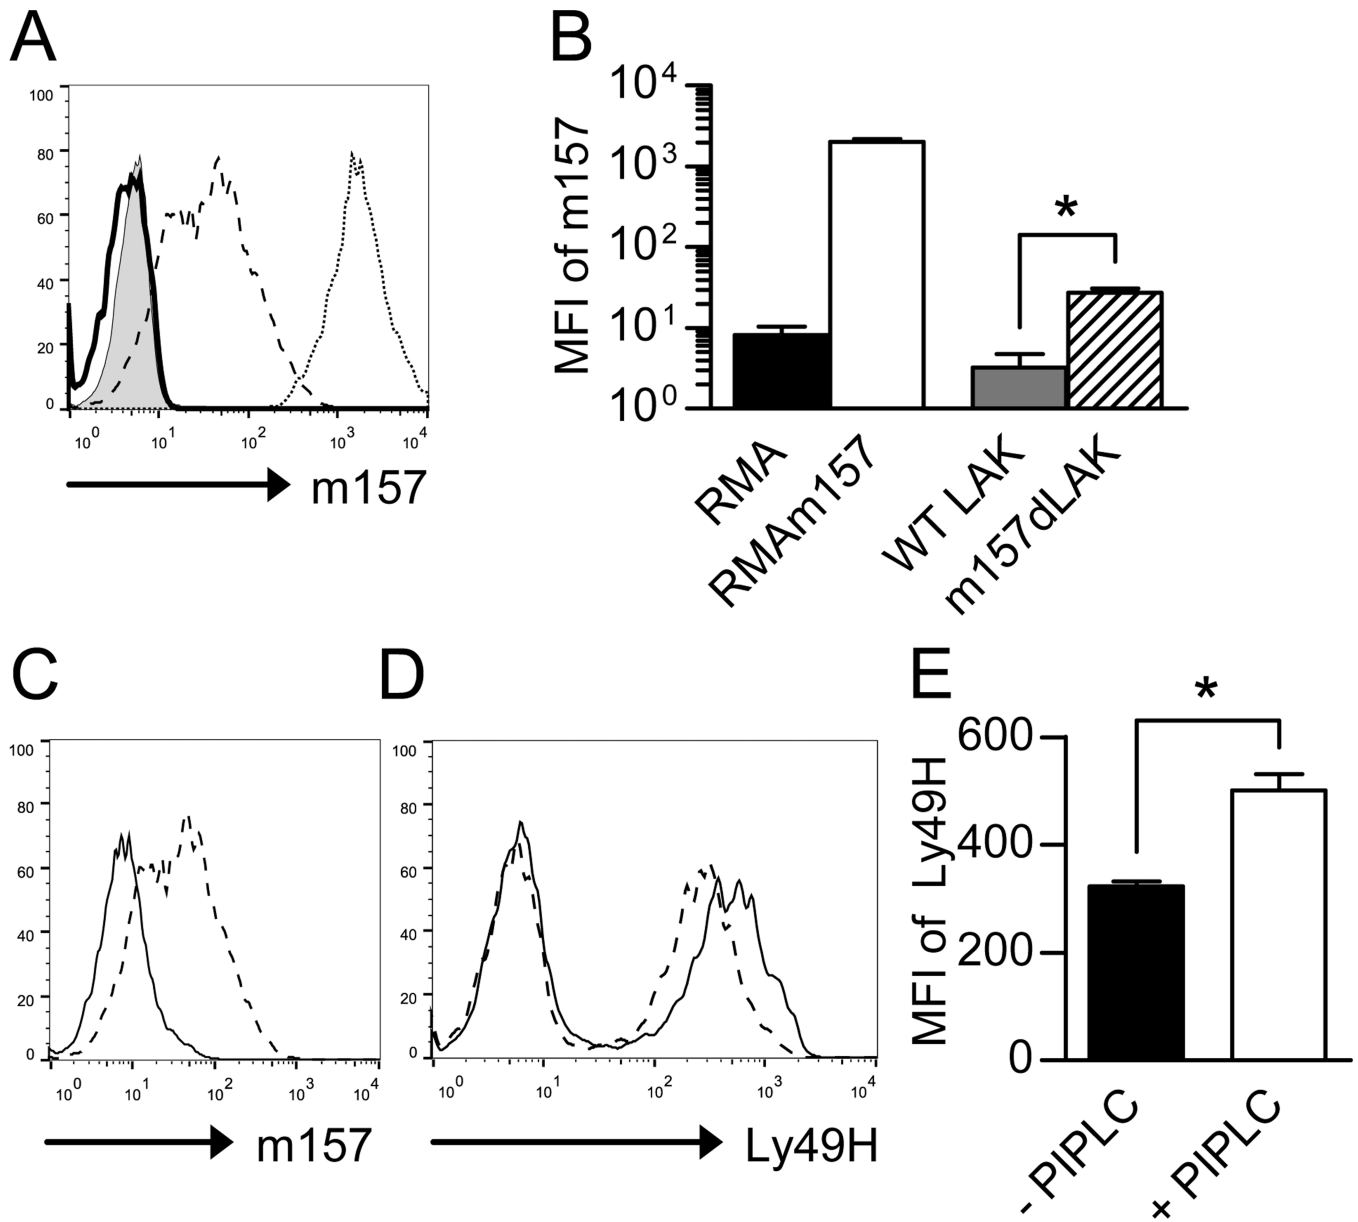 A
100
80
60
40
20
0
10^0 10^1 10^2 10^3 10^4
m157
B
MFI of m157
10^4
10^3
10^2
10^1
10^0
*
RMA
RMAm157
WT LAK
m157dLAK
C
100
80
60
40
20
0
10^0 10^1 10^2 10^3 10^4
m157
D
100
80
60
40
20
0
10^0 10^1 10^2 10^3 10^4
Ly49H
E
MFI of Ly49H
600
400
200
0
*
- PIPLC
+ PIPLC